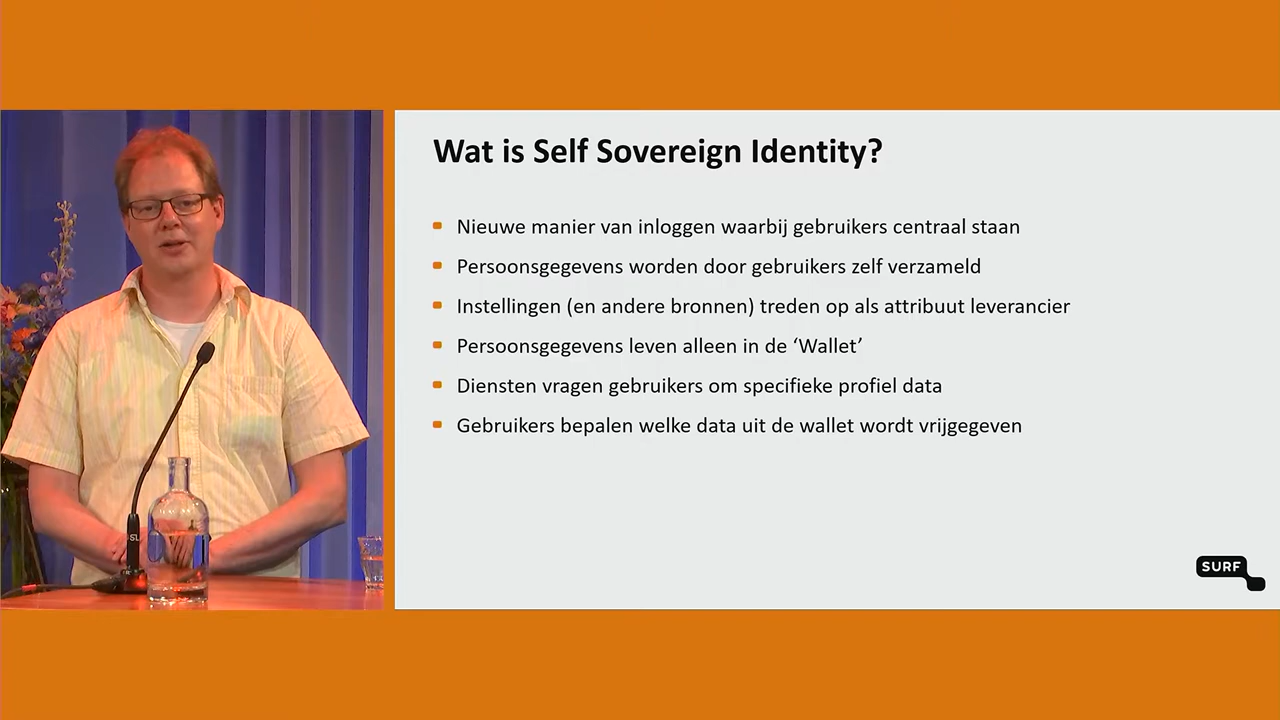 Wat is Self Sovereign Identity?
Nieuwe manier van inloggen waarbij gebruikers centraal staan
Persoonsgegevens worden door gebruikers zelf verzameld
Instellingen (en andere bronnen) treden op als attribuut leverancier
Persoonsgegevens leven alleen in de ‘Wallet’
Diensten vragen gebruikers om specifieke profiel data
Gebruikers bepalen welke data uit de wallet wordt vrijgegeven
SURF